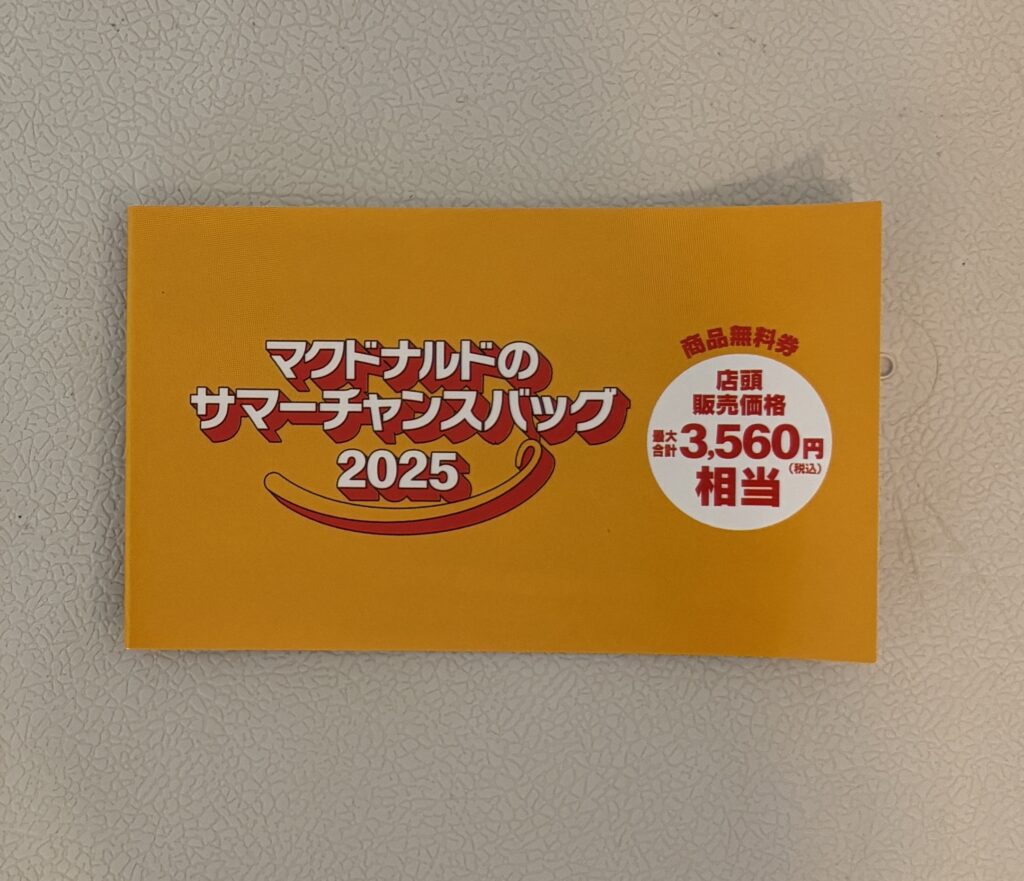 マクドナルドの
サマーチャンスバッグ
2025
商品無料券
店頭
販売価格
最大
合計3,560円
(税込)
相当